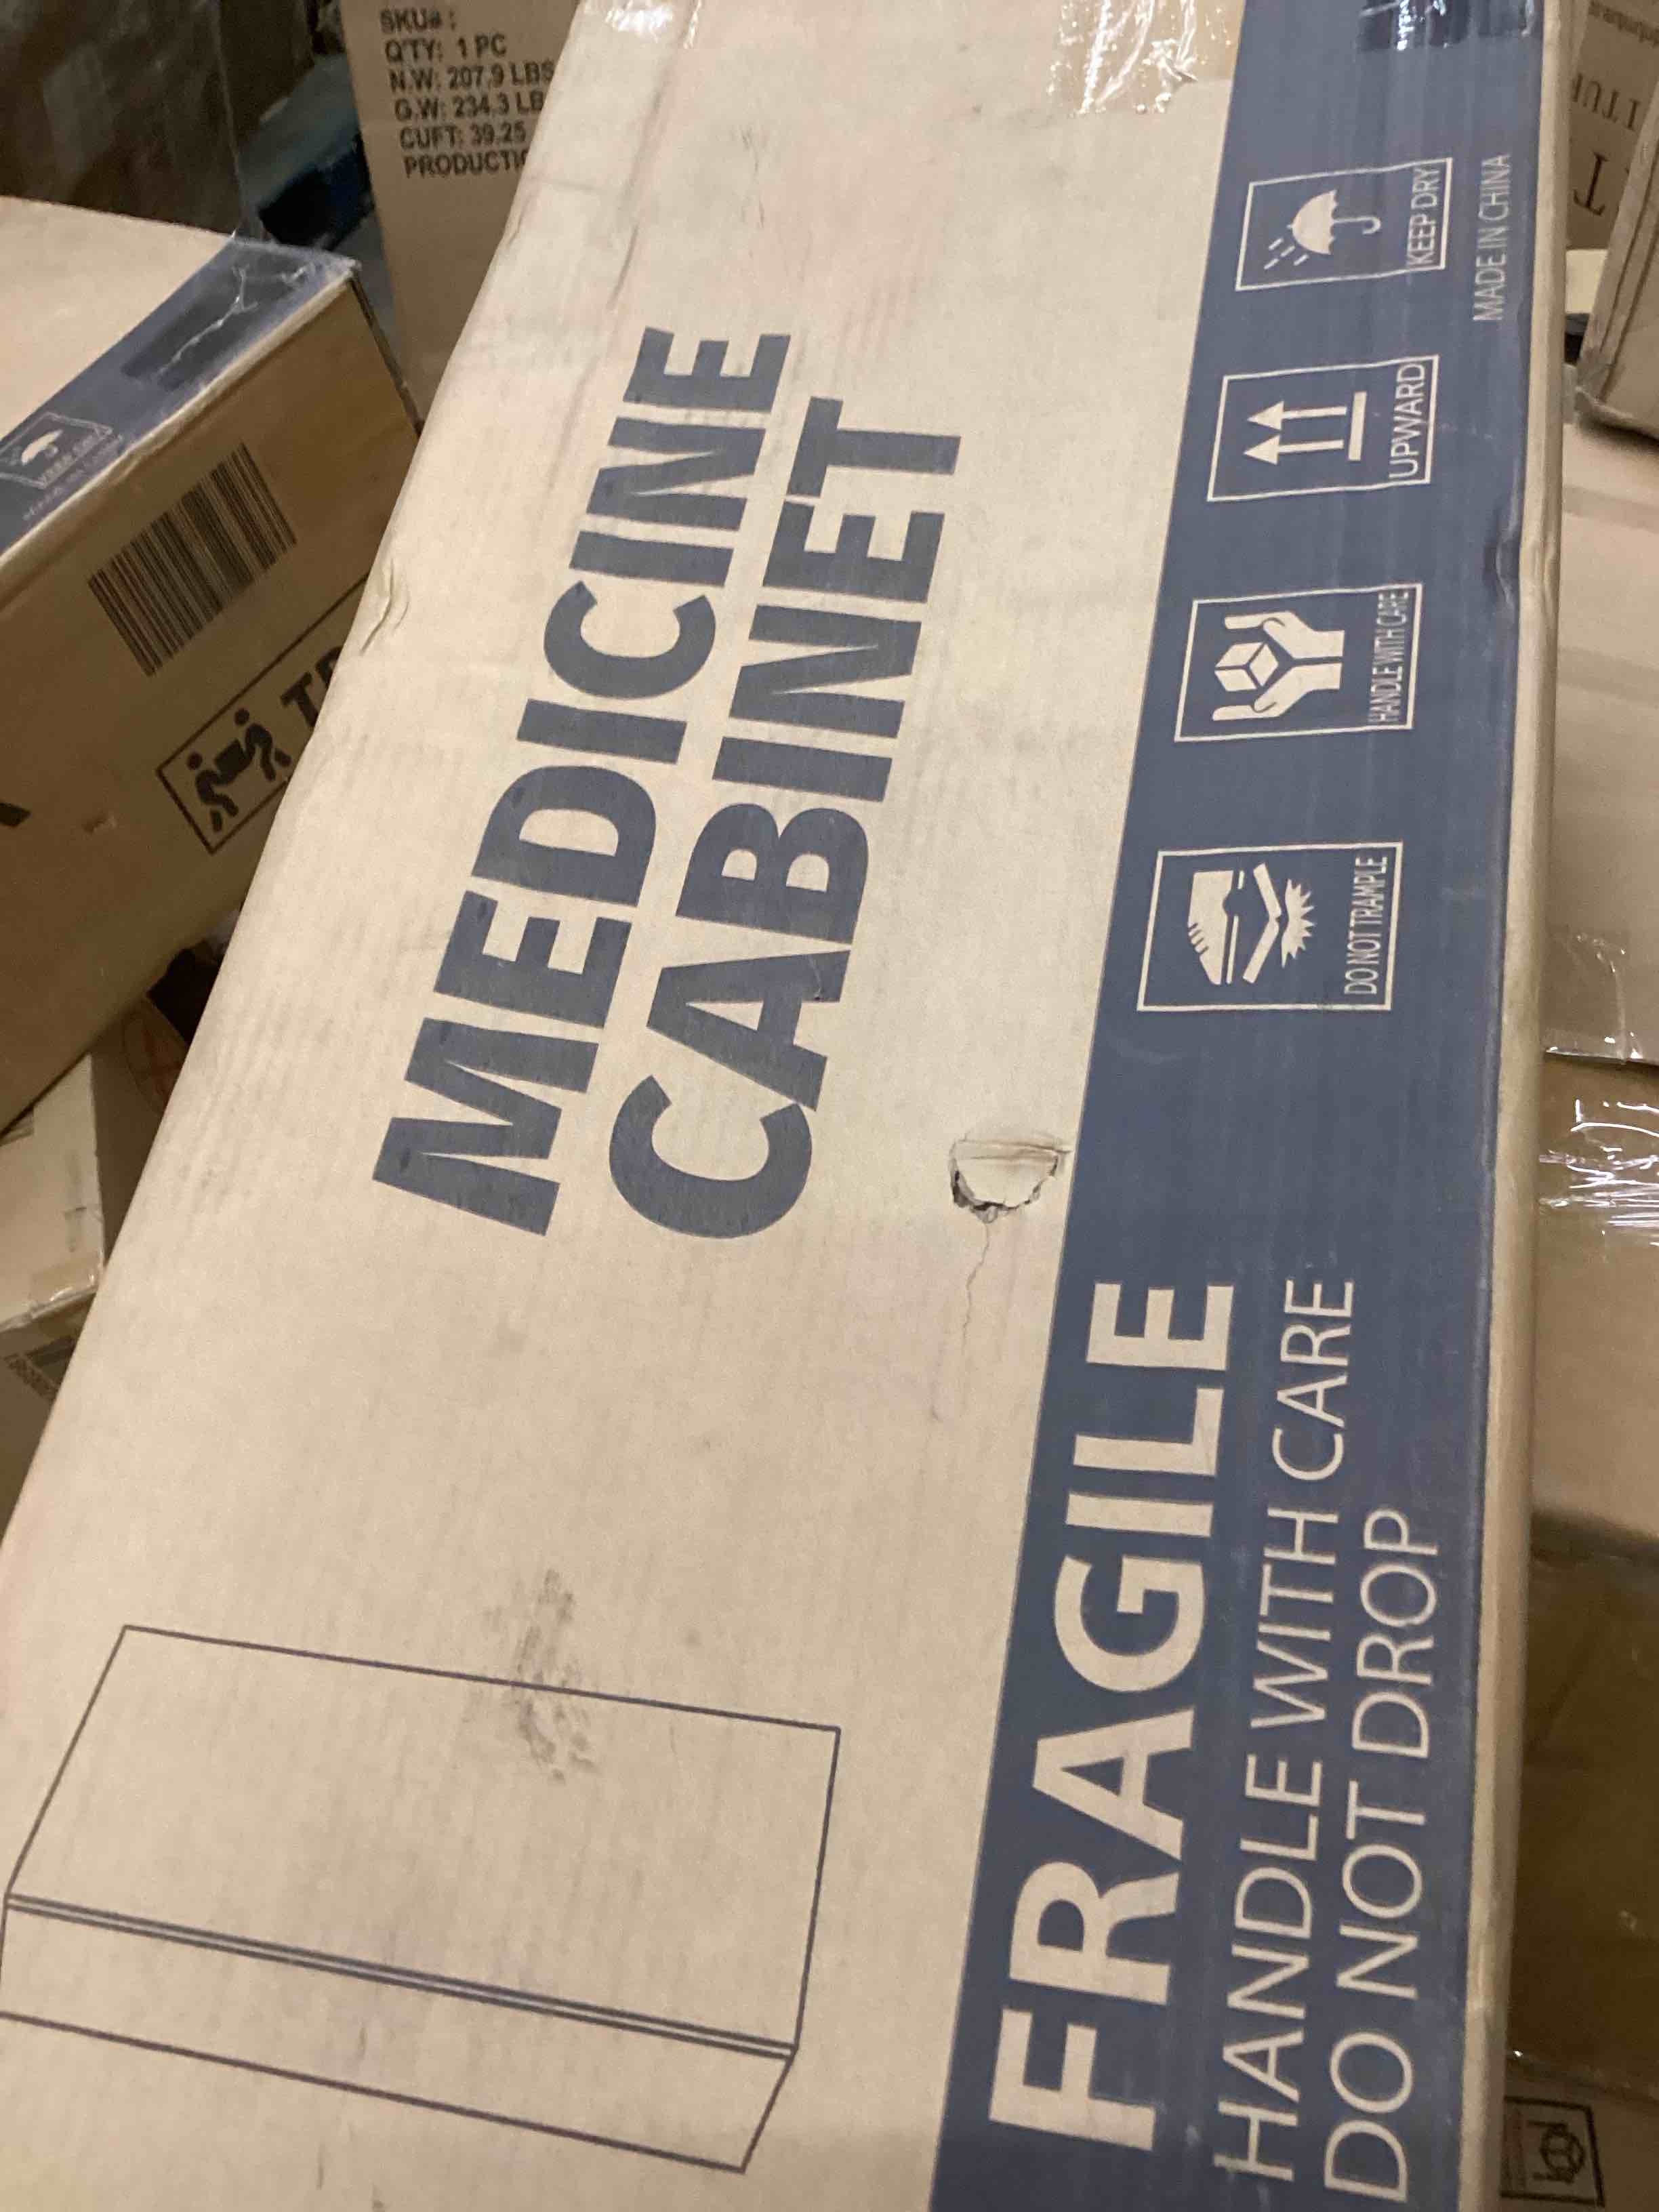 SKU# :
Q'TY: 1 PC
N.W: 207.9 LBS
G.W: 234.3 LB
CUFT: 39.25
MEDICINE
CABINET
KEEP DRY
MADE IN CHINA
UPWARD
HANDLE WITH CARE
DO NOT TRAMPLE
FRAGILE
HANDLE WITH CARE
DO NOT DROP